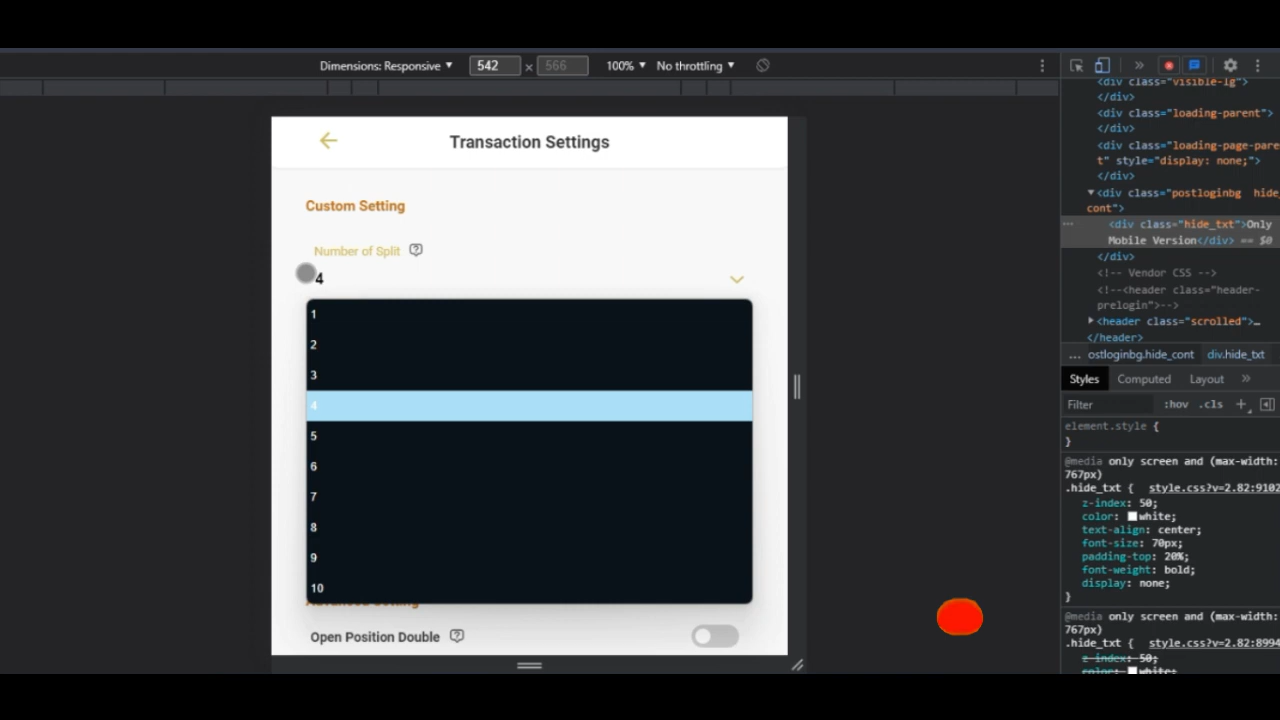 Dimensions: Responsive 542 × 566 100% No throttling
Transaction Settings
Custom Setting
Number of Split
4
1
2
3
4
5
6
7
8
9
10
Open Position Double
<div class="visible-lg">
</div>
<div class="loading-parent">
</div>
<div class="loading-page-pare
t" style="display: none;">
</div>
<div class="postloginbg hide_
cont">
<div class="hide_txt">Only
Mobile Version</div> == $0
</div>
<!-- Vendor CSS -->
<!--<header class="header-
prelogin">-->
<header class="scrolled">…
</header>
... ostloginbg.hide_cont div.hide_txt
Styles Computed Layout »
Filter :hov .cls +
element.style {
}
@media only screen and (max-width:
767px)
.hide_txt { style.css?v=2.82:9102
z-index: 50;
color: white;
text-align: center;
font-size: 70px;
padding-top: 20%;
font-weight: bold;
display: none;
}
@media only screen and (max-width:
767px)
.hide_txt { style.css?v=2.82:8994
z-index: 50;
color: white;